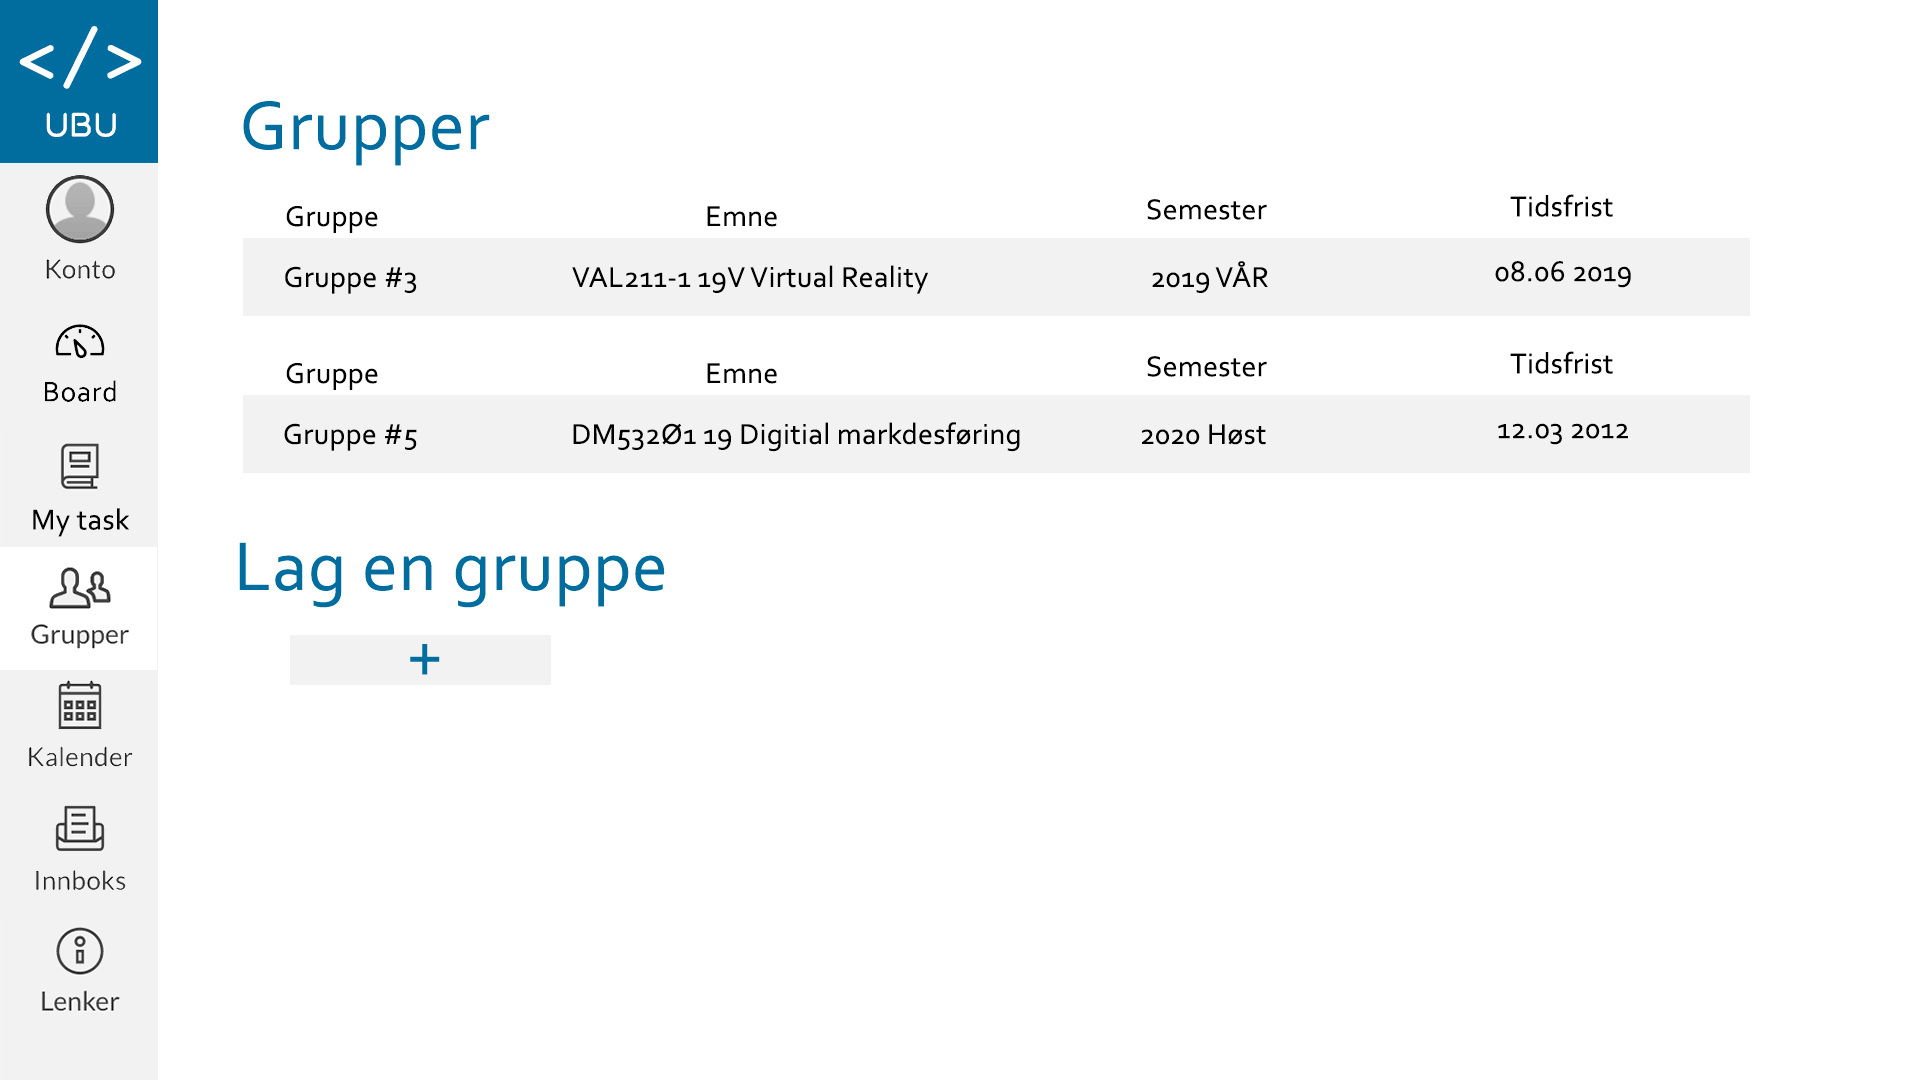 </>
UBU
Konto
Board
My task
Grupper
Kalender
Innboks
Lenker
Grupper
Gruppe Emne Semester Tidsfrist
Gruppe #3 VAL211-1 19V Virtual Reality 2019 VÅR 08.06 2019
Gruppe Emne Semester Tidsfrist
Gruppe #5 DM532Ø1 19 Digitial markdesføring 2020 Høst 12.03 2012
Lag en gruppe
+